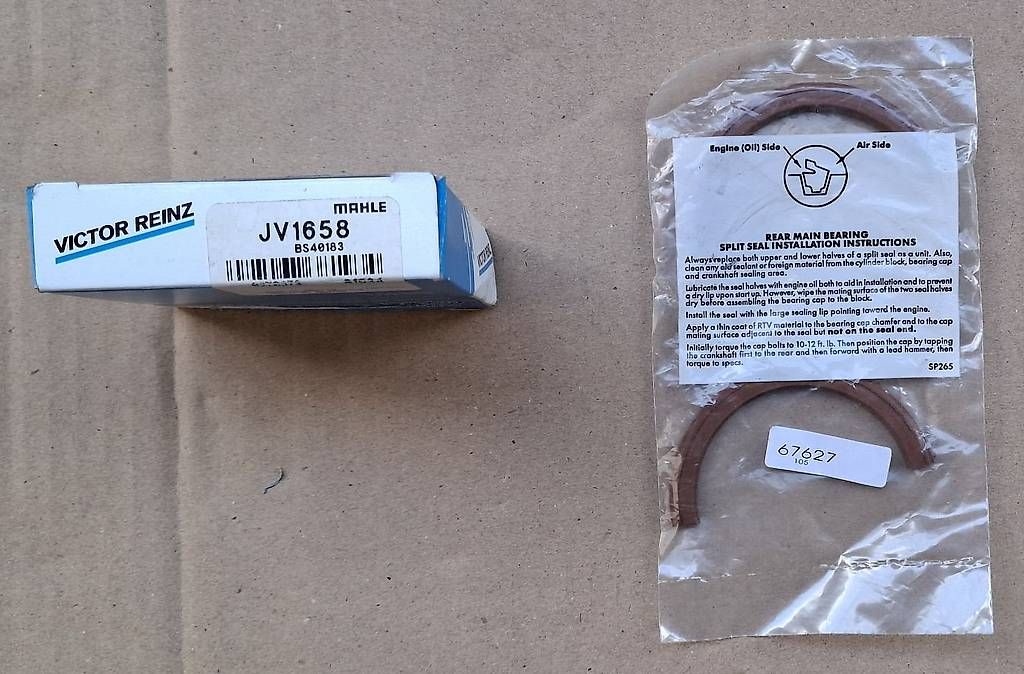 VICTOR REINZ
MAHLE
JV1658
BS40183
Engine (Oil) Side
Air Side
REAR MAIN BEARING
SPLIT SEAL INSTALLATION INSTRUCTIONS
Always replace both upper and lower halves of a split seal as a unit. Also,
clean any old sealant or foreign material from the cylinder block, bearing cap
and crankshaft sealing area.
Lubricate the seal halves with engine oil both to aid in installation and to prevent
a dry lip upon start up. However, wipe the mating surface of the two seal halves
dry before assembling the bearing cap to the block.
Install the seal with the large sealing lip pointing toward the engine.
Apply a thin coat of RTV material to the bearing cap chamfer and to the cap
mating surface adjacent to the seal but not on the seal end.
Initially torque the cap bolts to 10-12 ft. lb. Then position the cap by tapping
the crankshaft first to the rear and then forward with a lead hammer, then
torque to specs.
SP265
67627
105